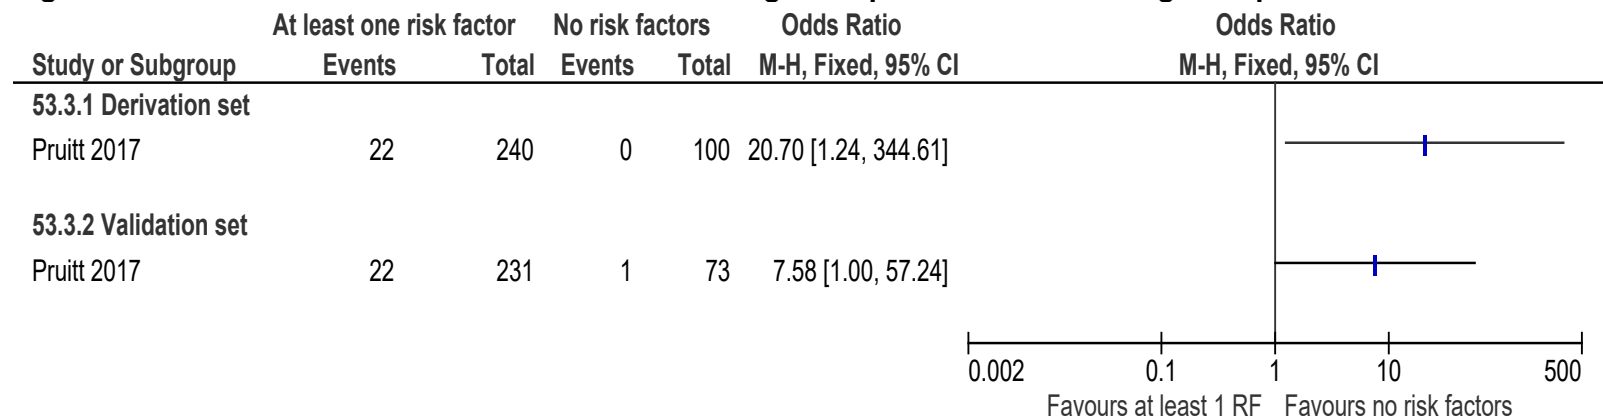 At least one risk factor No risk factors Odds Ratio Odds Ratio
Study or Subgroup Events Total Events Total M-H, Fixed, 95% CI M-H, Fixed, 95% CI
53.3.1 Derivation set
Pruitt 2017 22 240 0 100 20.70 [1.24, 344.61]
53.3.2 Validation set
Pruitt 2017 22 231 1 73 7.58 [1.00, 57.24]
0.002 0.1 1 10 500
Favours at least 1 RF Favours no risk factors